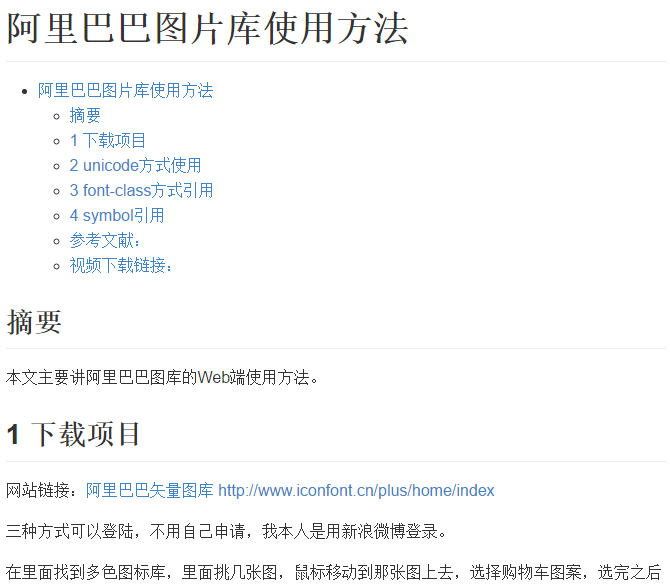 阿里巴巴图片库使用方法
阿里巴巴图片库使用方法
摘要
1 下载项目
2 unicode方式使用
3 font-class方式引用
4 symbol引用
参考文献：
视频下载链接：
摘要
本文主要讲阿里巴巴图库的Web端使用方法。
1 下载项目
网站链接：阿里巴巴矢量图库 http://www.iconfont.cn/plus/home/index
三种方式可以登陆，不用自己申请，我本人是用新浪微博登录。
在里面找到多色图标库，里面挑几张图，鼠标移动到那张图上去，选择购物车图案，选完之后